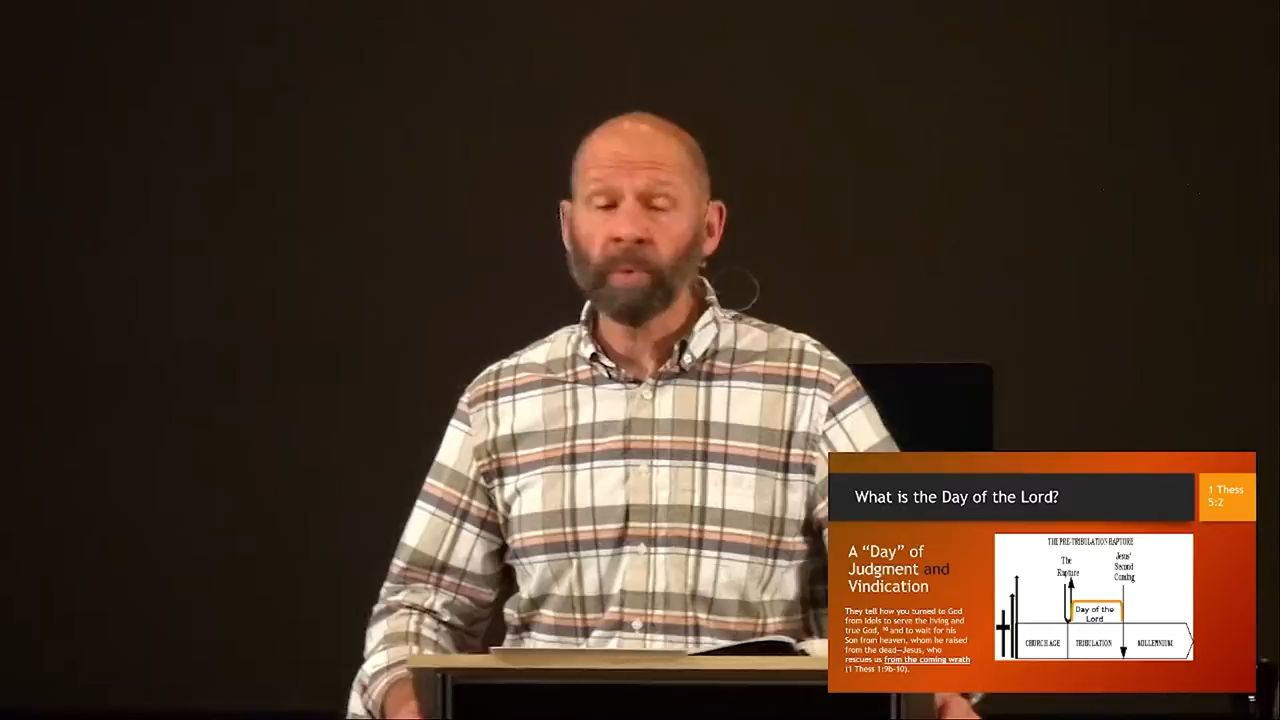 What is the Day of the Lord?
1 Thess
5:2
A “Day” of
Judgment and
Vindication
They tell how you turned to God
from idols to serve the living and
true God, 10 and to wait for his
Son from heaven, whom he raised
from the dead—Jesus, who
rescues us from the coming wrath
(1 Thess 1:9b-10).
THE PRE-TRIBULATION RAPTURE
The
Rapture
Jesus'
Second
Coming
Day of the
Lord
CHURCH AGE
TRIBULATION
MILLENNIUM